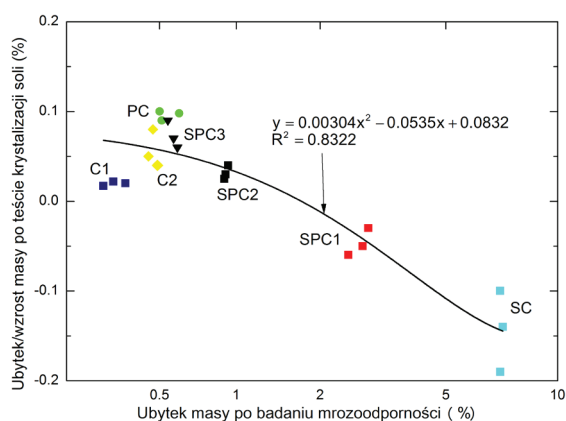 Ubytek/wzrost masy po teście krystalizacji soli (%)
0.2
0.1
0.0
-0.1
-0.2
PC
SPC3
C1
C2
SPC2
SPC1
SC
y = 0.00304x² −0.0535x + 0.0832
R² = 0.8322
0.5 1 2 5 10
Ubytek masy po badaniu mrozoodporności ( %)